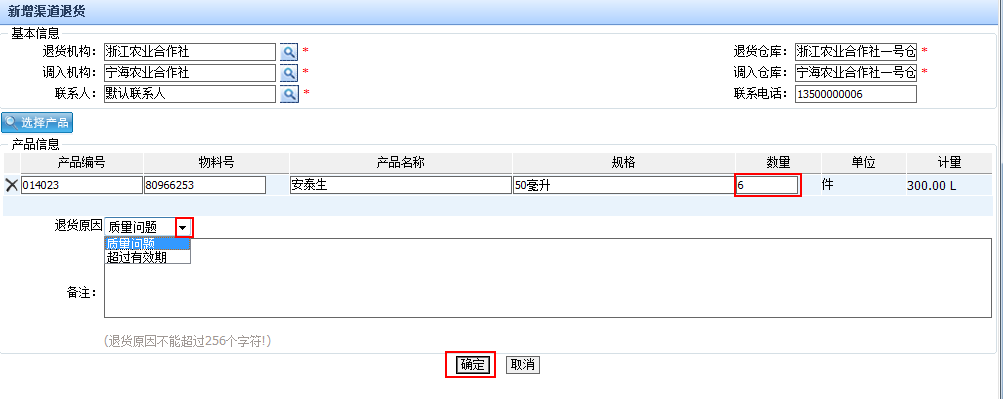 新增渠道退货
基本信息
退货机构： 浙江农业合作社 * 退货仓库： 浙江农业合作社一号仓 *
调入机构： 宁海农业合作社 * 调入仓库： 宁海农业合作社一号仓 *
联系人： 默认联系人 * 联系电话： 13500000006
选择产品
产品信息
产品编号 物料号 产品名称 规格 数量 单位 计量
014023 80966253 安泰生 50毫升 6 件 300.00 L
退货原因 质量问题
质量问题
超过有效期
备注：
(退货原因不能超过256个字符!)
确定 取消